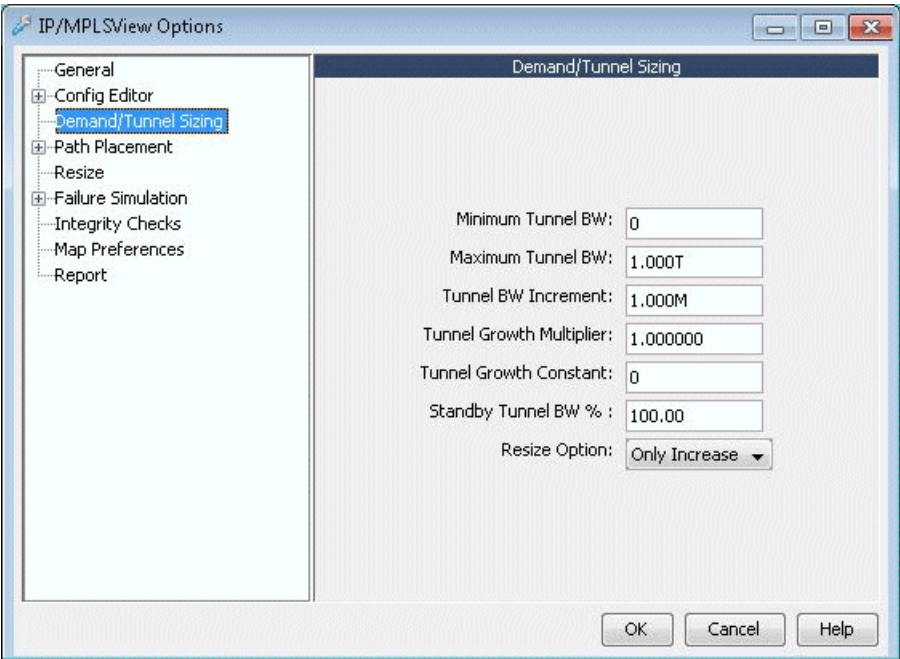 IP/MPLSView Options
General
Config Editor
Demand/Tunnel Sizing
Path Placement
Resize
Failure Simulation
Integrity Checks
Map Preferences
Report
Demand/Tunnel Sizing
Minimum Tunnel BW: 0
Maximum Tunnel BW: 1.000T
Tunnel BW Increment: 1.000M
Tunnel Growth Multiplier: 1.000000
Tunnel Growth Constant: 0
Standby Tunnel BW % : 100.00
Resize Option: Only Increase
OK Cancel Help